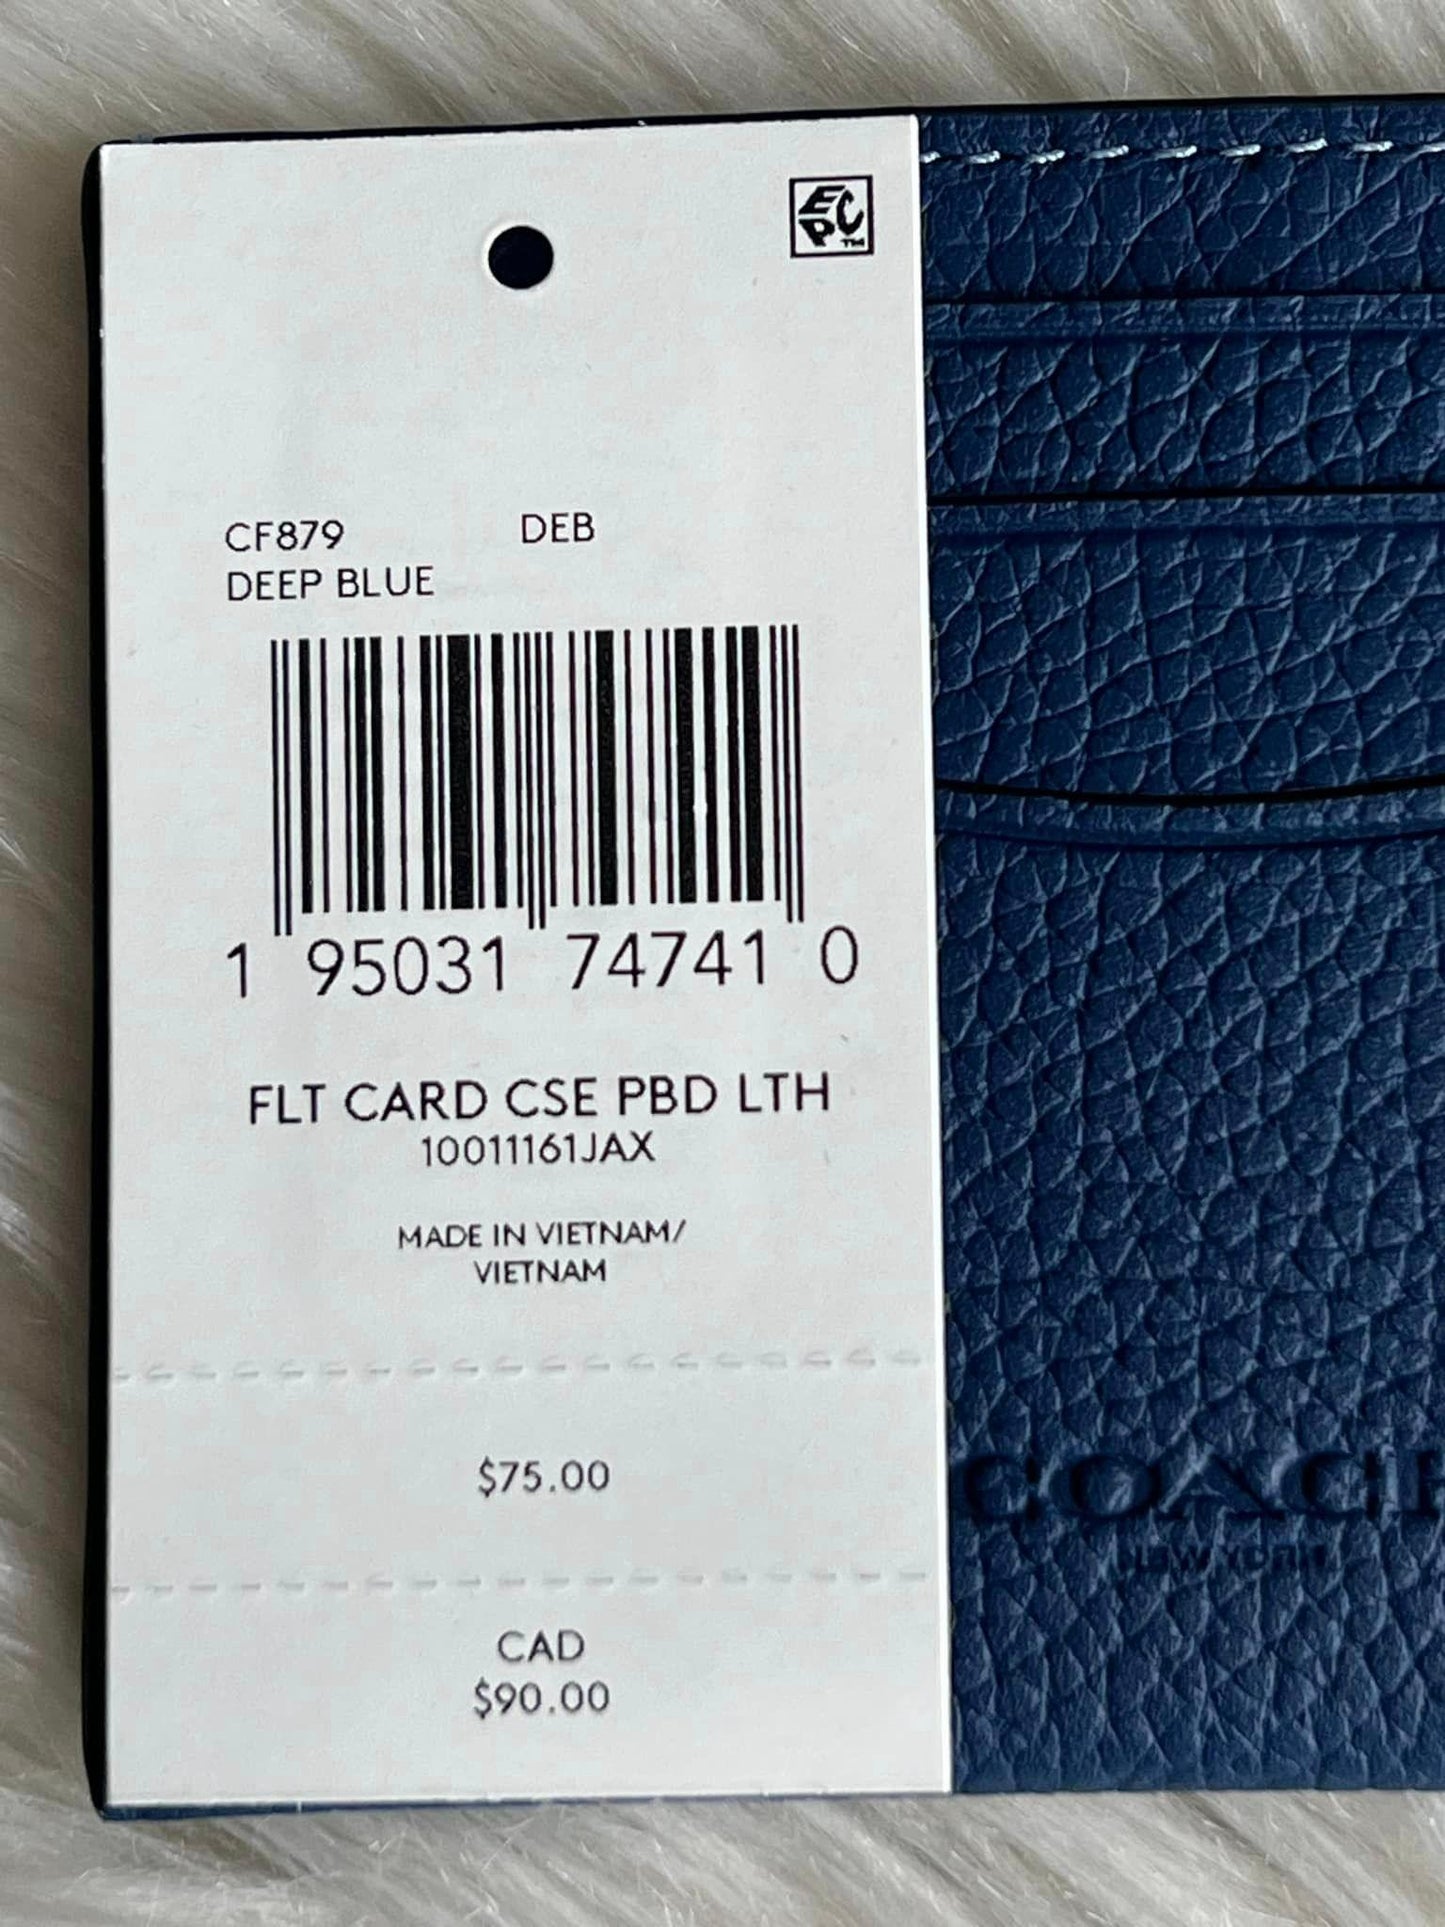 EPC™
CF879 DEB
DEEP BLUE
1 95031 74741 0
FLT CARD CSE PBD LTH
10011161JAX
MADE IN VIETNAM/
VIETNAM
$75.00
CAD
$90.00
COACH
NEW YORK